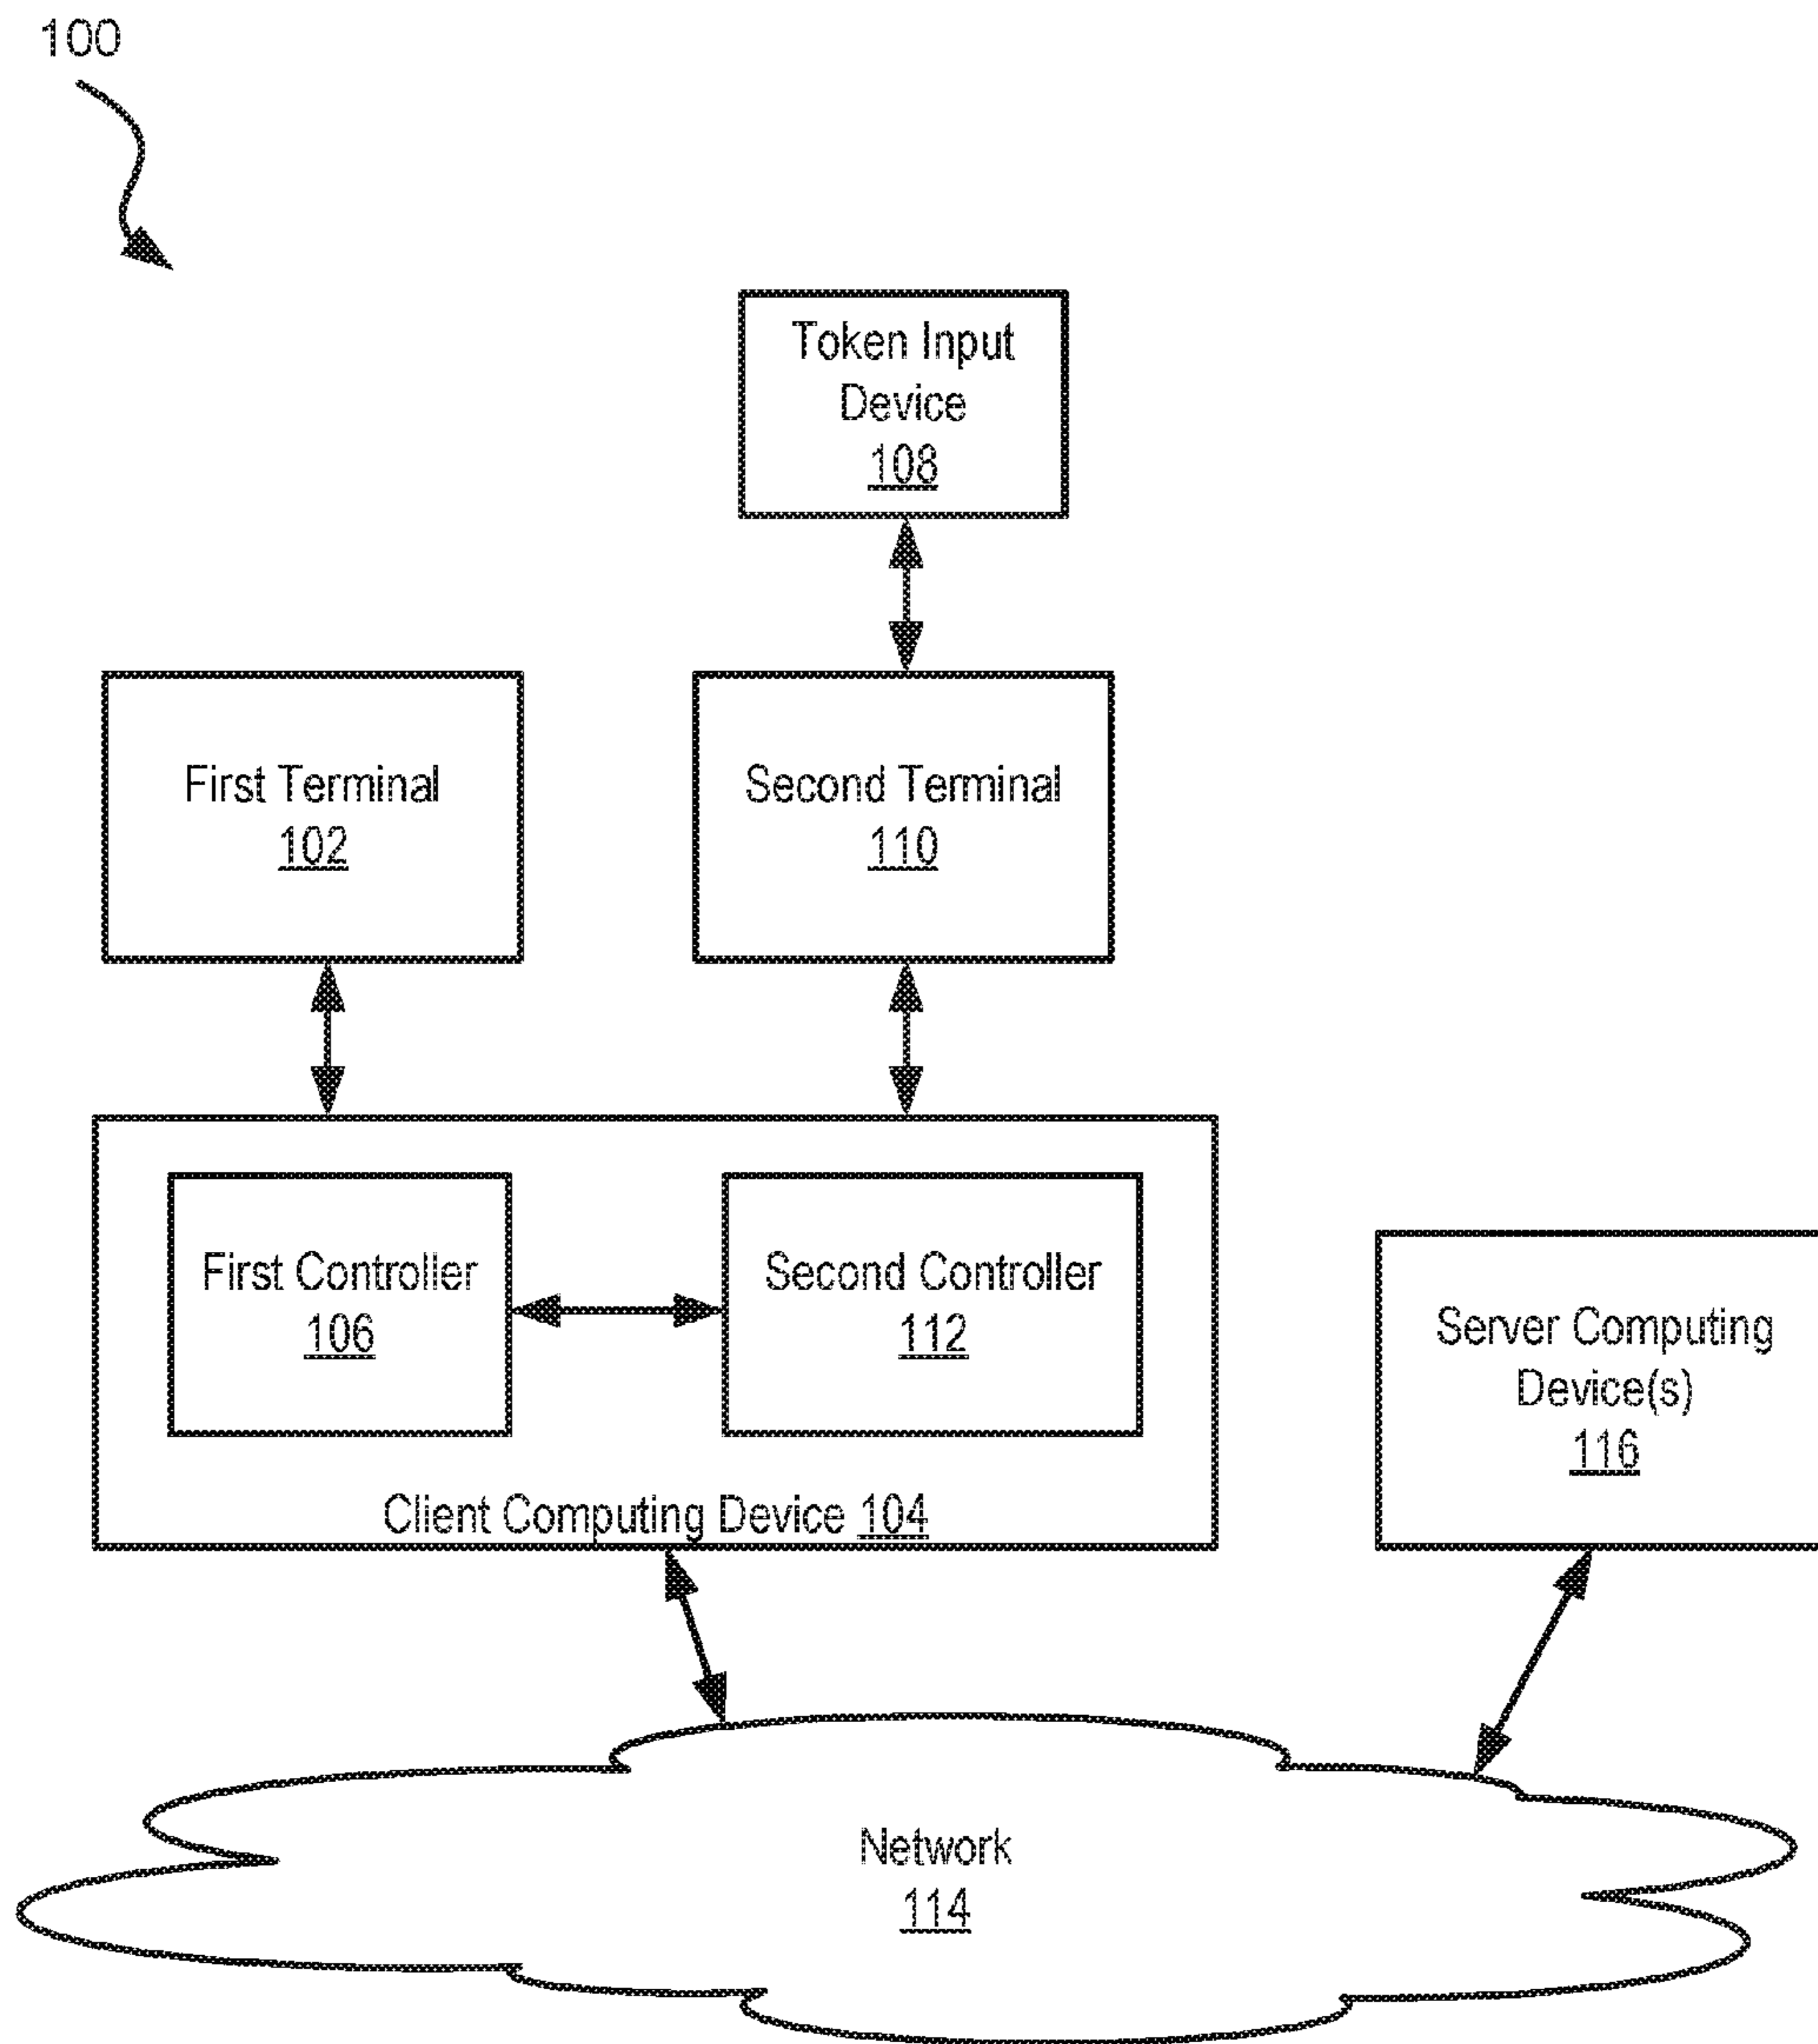 100
Token Input
Device
108
First Terminal
102
Second Terminal
110
First Controller
106
Second Controller
112
Client Computing Device 104
Server Computing
Device(s)
116
Network
114